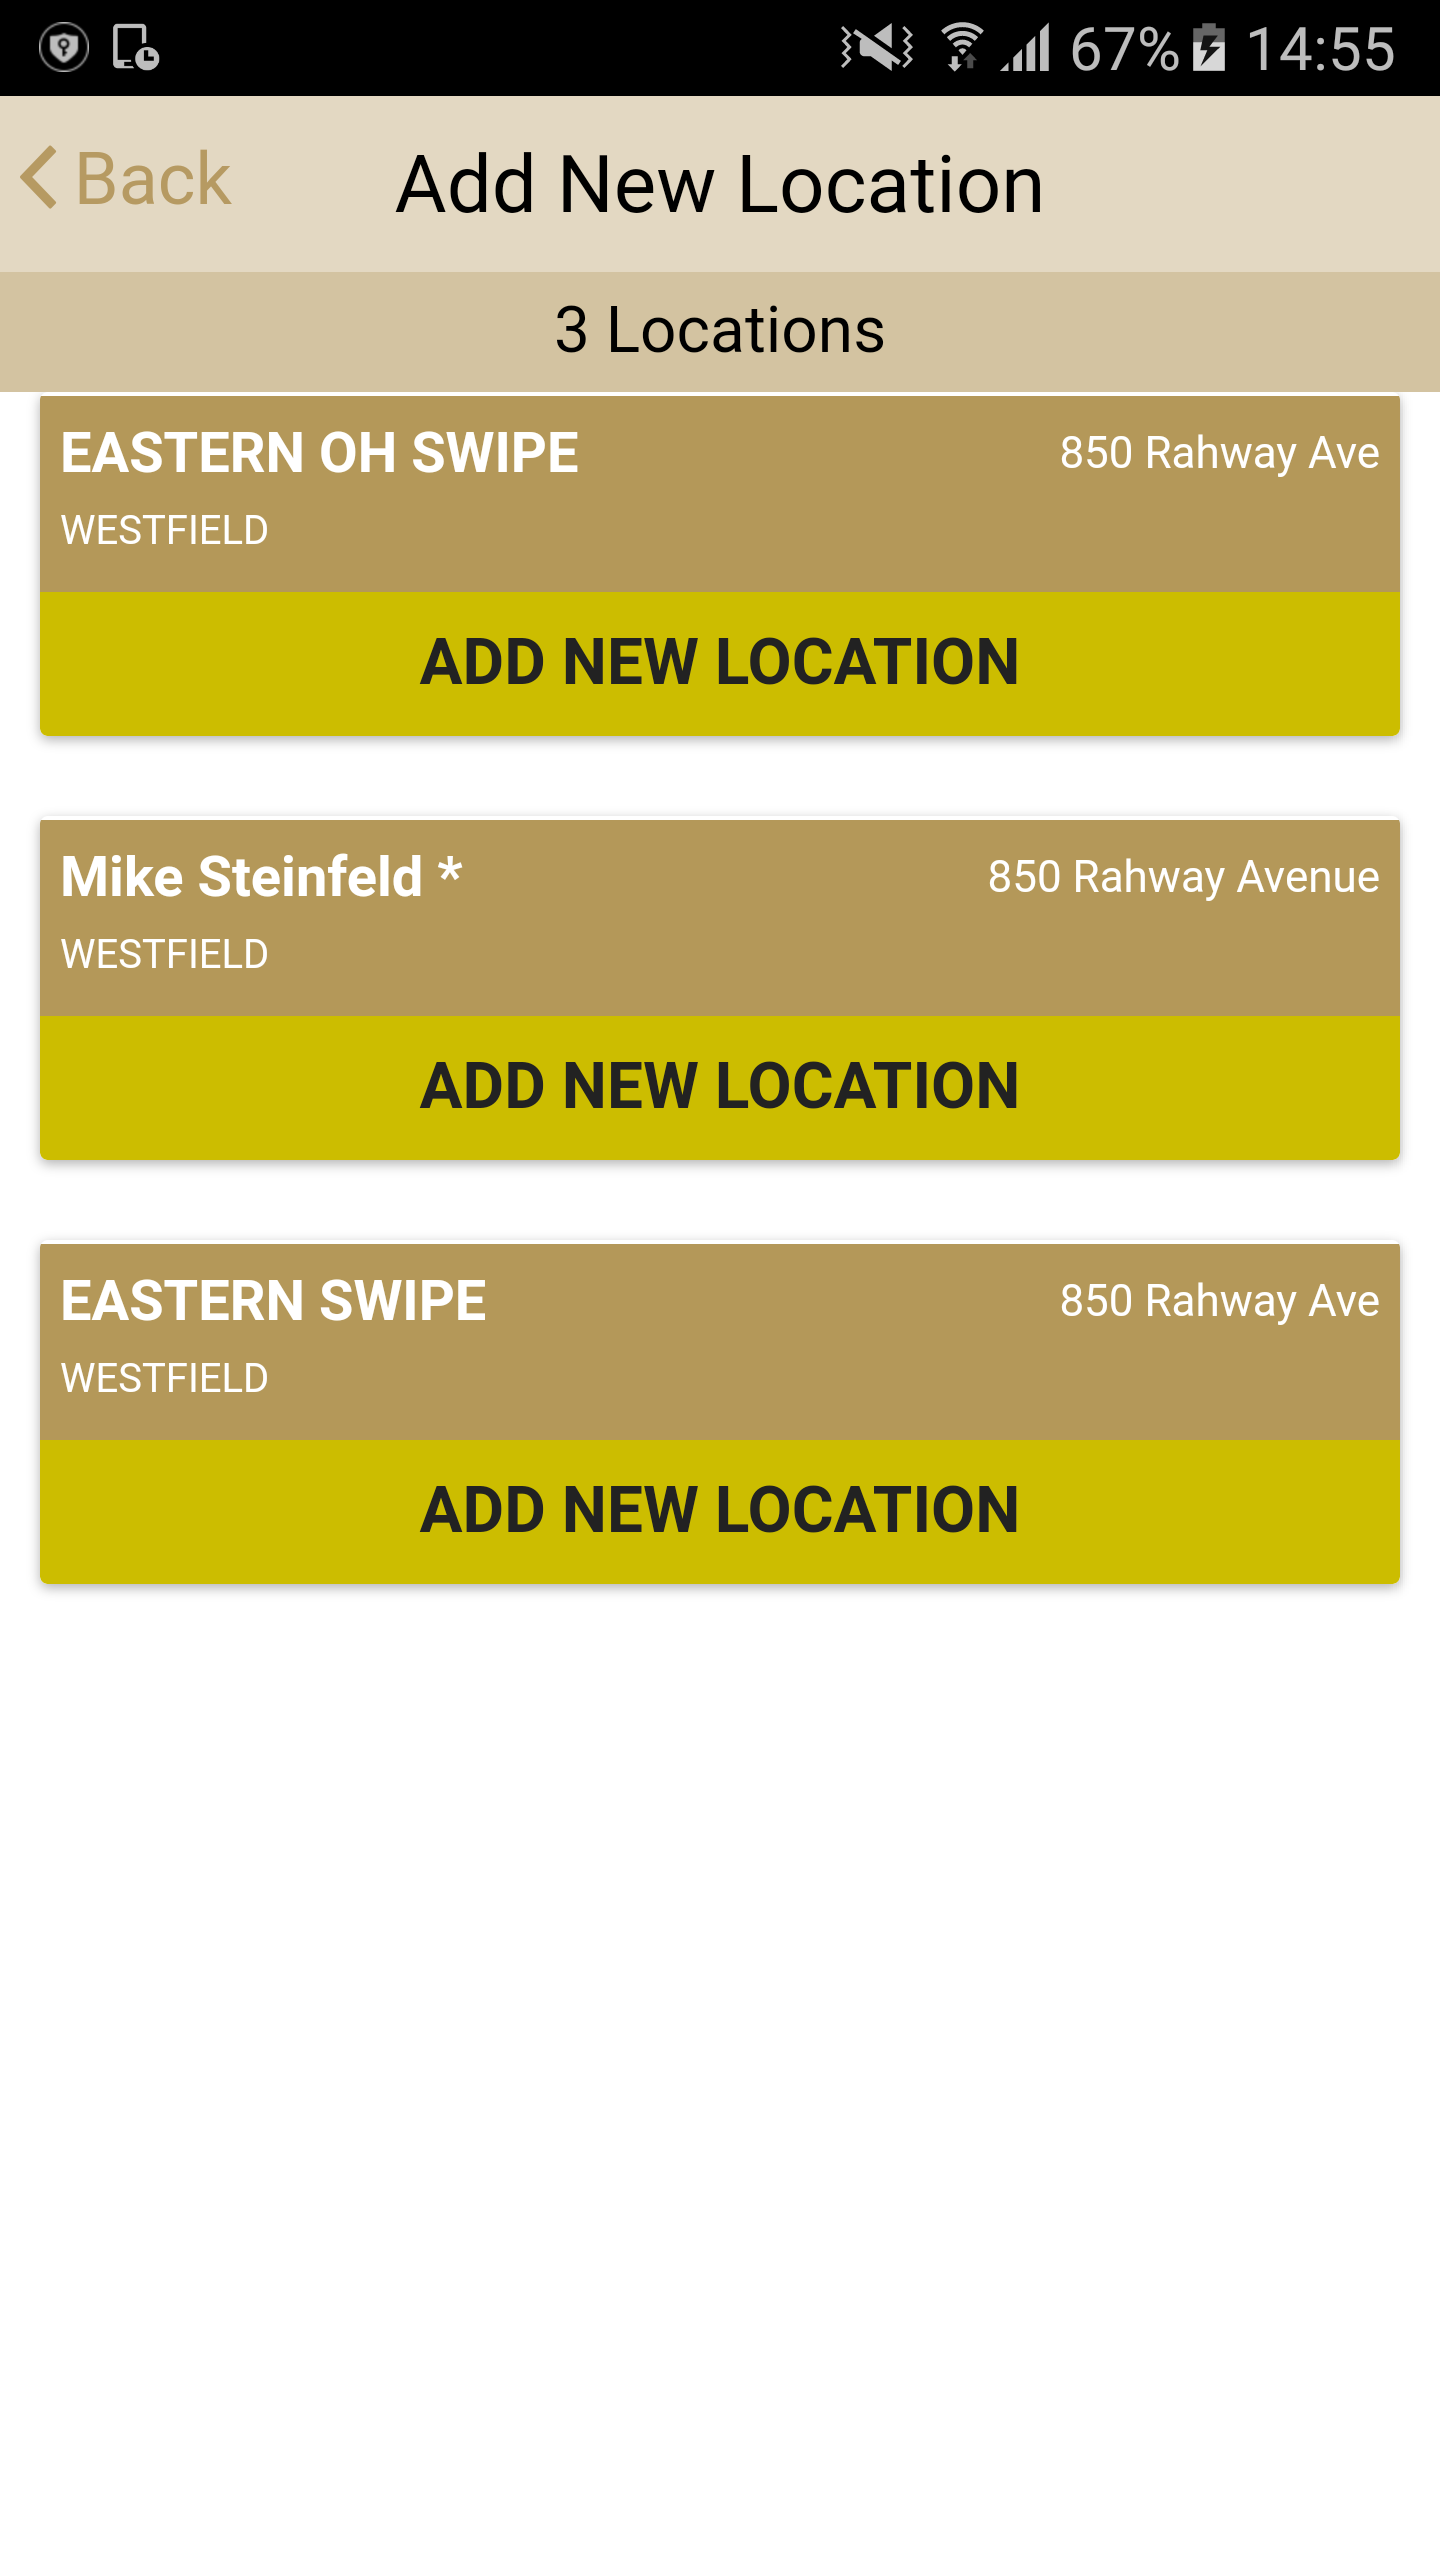 67% 14:55
Back Add New Location
3 Locations
EASTERN OH SWIPE 850 Rahway Ave
WESTFIELD
ADD NEW LOCATION
Mike Steinfeld * 850 Rahway Avenue
WESTFIELD
ADD NEW LOCATION
EASTERN SWIPE 850 Rahway Ave
WESTFIELD
ADD NEW LOCATION